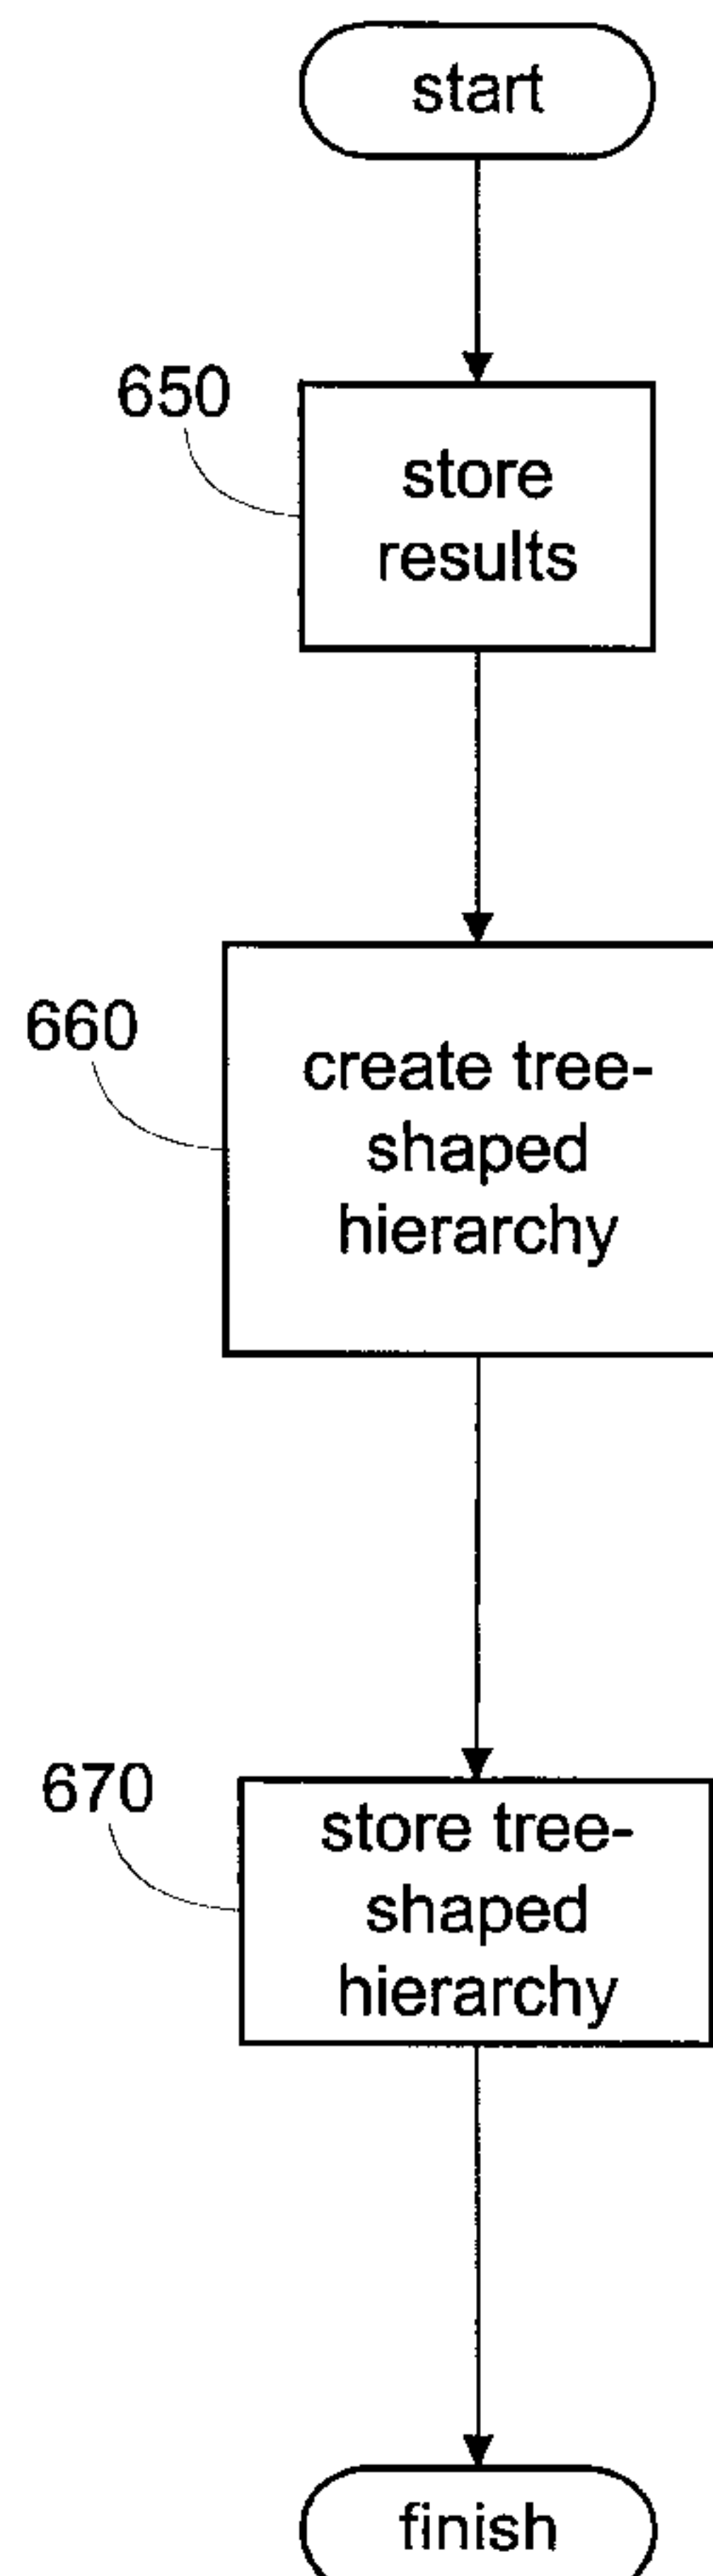 start
650
store
results
660
create tree-
shaped
hierarchy
670
store tree-
shaped
hierarchy
finish